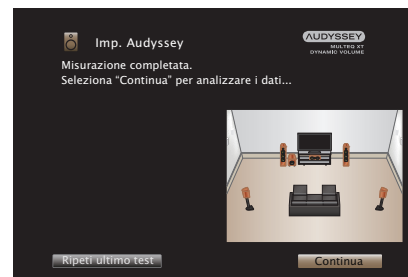 Imp. Audyssey
AUDYSSEY
MULTEQ XT
DYNAMIC VOLUME
Misurazione completata.
Seleziona “Continua” per analizzare i dati...
Ripeti ultimo test
Continua